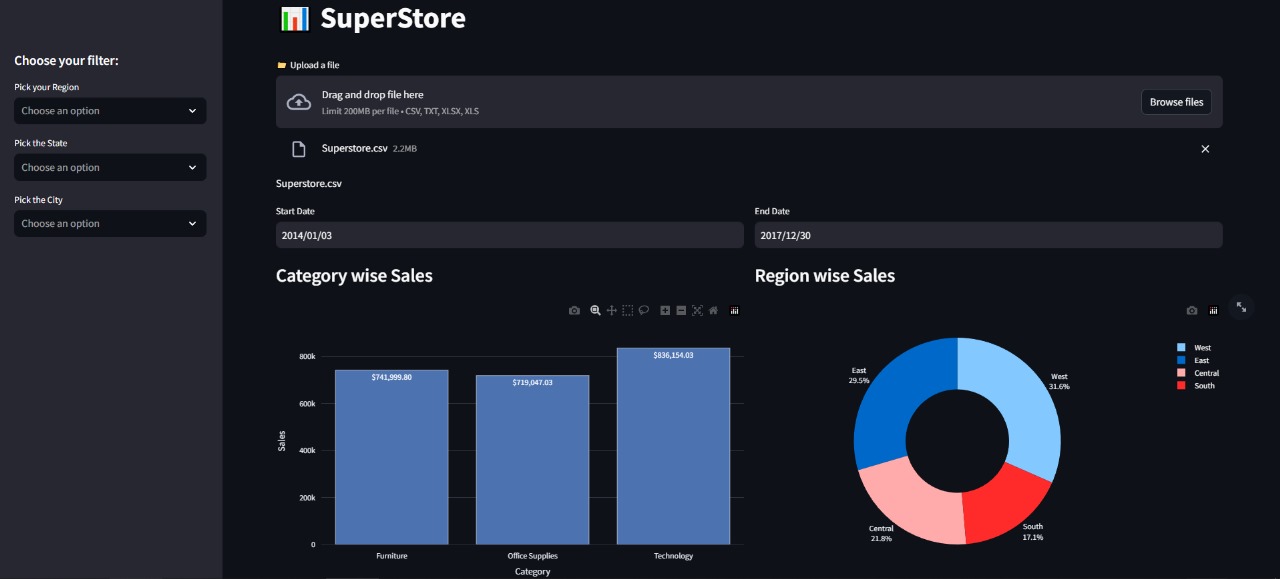 SuperStore
Choose your filter:
Pick your Region
Choose an option
Pick the State
Choose an option
Pick the City
Choose an option
Upload a file
Drag and drop file here
Limit 200MB per file • CSV, TXT, XLSX, XLS
Browse files
Superstore.csv 2.2MB
Superstore.csv
Start Date
2014/01/03
End Date
2017/12/30
Category wise Sales
800k
600k
400k
200k
0
Sales
$741,999.80
$719,047.03
$836,154.03
Furniture
Office Supplies
Technology
Category
Region wise Sales
East
29.5%
West
31.6%
Central
21.8%
South
17.1%
West
East
Central
South